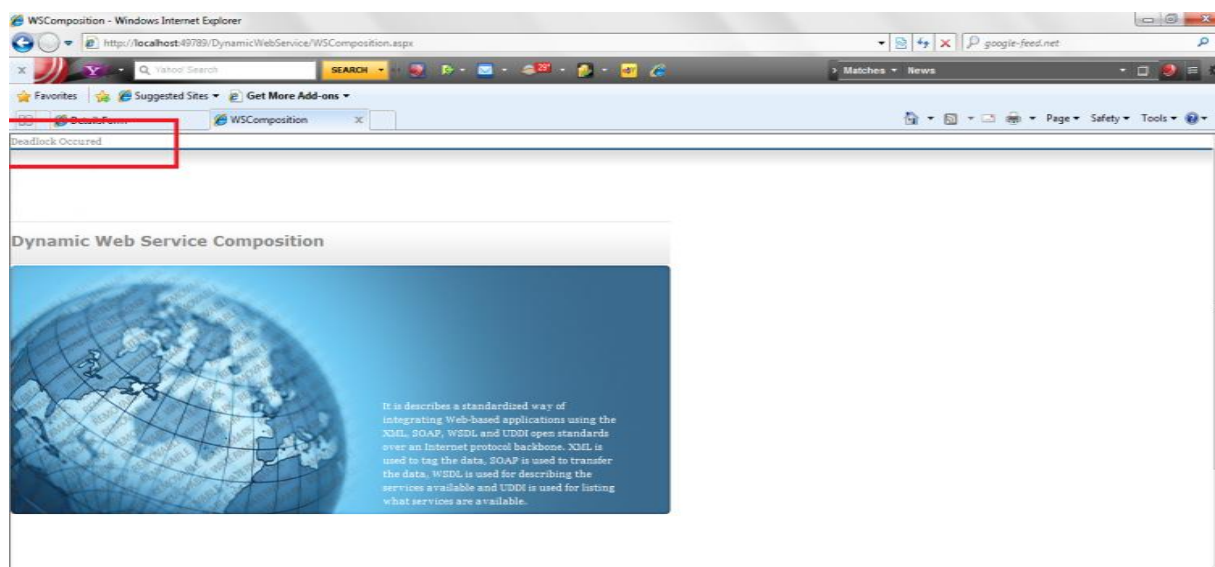 WSComposition - Windows Internet Explorer
http://localhost:49789/DynamicWebService/WSComposition.aspx
google-feed.net
x Y Yahoo! Search SEARCH Matches News
Favorites Suggested Sites Get More Add-ons
DetailsForm WSComposition x Page Safety Tools
Deadlock Occured
Dynamic Web Service Composition
It is describes a standardized way of
integrating Web-based applications using the
XML, SOAP, WSDL and UDDI open standards
over an Internet protocol backbone. XML is
used to tag the data, SOAP is used to transfer
the data, WSDL is used for describing the
services available and UDDI is used for listing
what services are available.